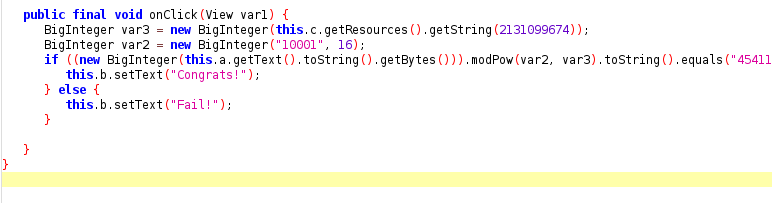 public final void onClick(View var1) {
BigInteger var3 = new BigInteger(this.c.getResources().getString(2131099674));
BigInteger var2 = new BigInteger("10001", 16);
if ((new BigInteger(this.a.getText().toString().getBytes())).modPow(var2, var3).toString().equals("45411
this.b.setText("Congrats!");
} else {
this.b.setText("Fail!");
}
}
}